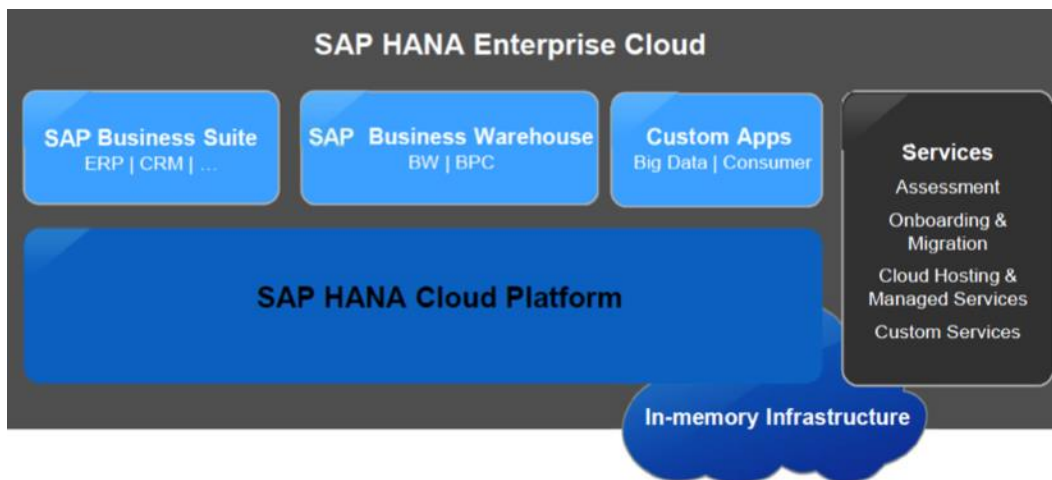 SAP HANA Enterprise Cloud
SAP Business Suite
ERP | CRM | ...
SAP Business Warehouse
BW | BPC
Custom Apps
Big Data | Consumer
Services
Assessment
Onboarding &
Migration
Cloud Hosting &
Managed Services
Custom Services
SAP HANA Cloud Platform
In-memory Infrastructure